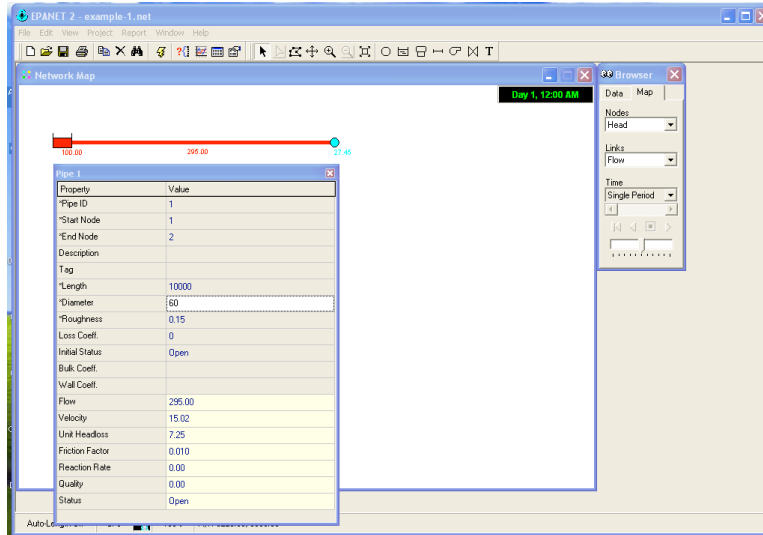 EPANET 2 - example-1.net
File Edit View Project Report Window Help
T
Network Map
Day 1, 12:00 AM
100.00 295.00 27.45
Pipe 1
Property Value
*Pipe ID 1
*Start Node 1
*End Node 2
Description
Tag
*Length 10000
*Diameter 60
*Roughness 0.15
Loss Coeff. 0
Initial Status Open
Bulk Coeff.
Wall Coeff.
Flow 295.00
Velocity 15.02
Unit Headloss 7.25
Friction Factor 0.010
Reaction Rate 0.00
Quality 0.00
Status Open
Browser
Data Map
Nodes
Head
Links
Flow
Time
Single Period